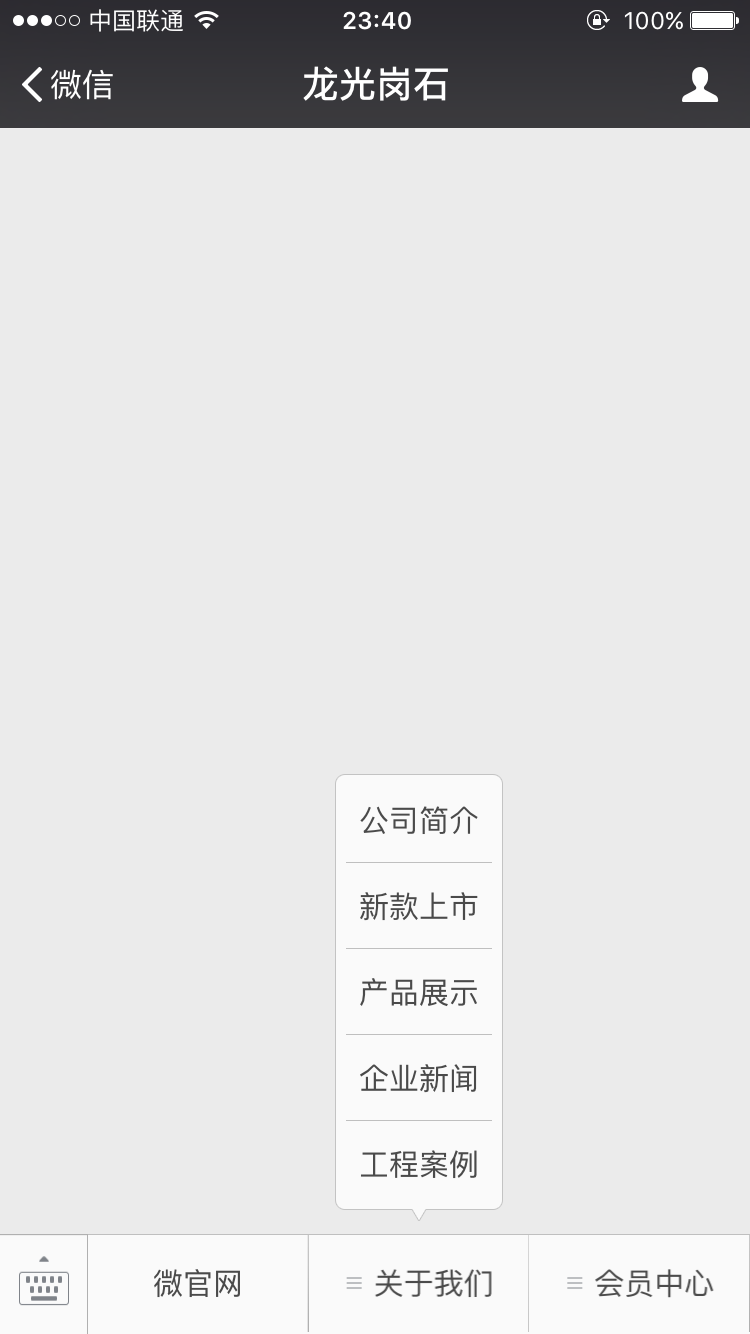 中国联通 23:40 100%
微信 龙光岗石
公司简介
新款上市
产品展示
企业新闻
工程案例
微官网 关于我们 会员中心